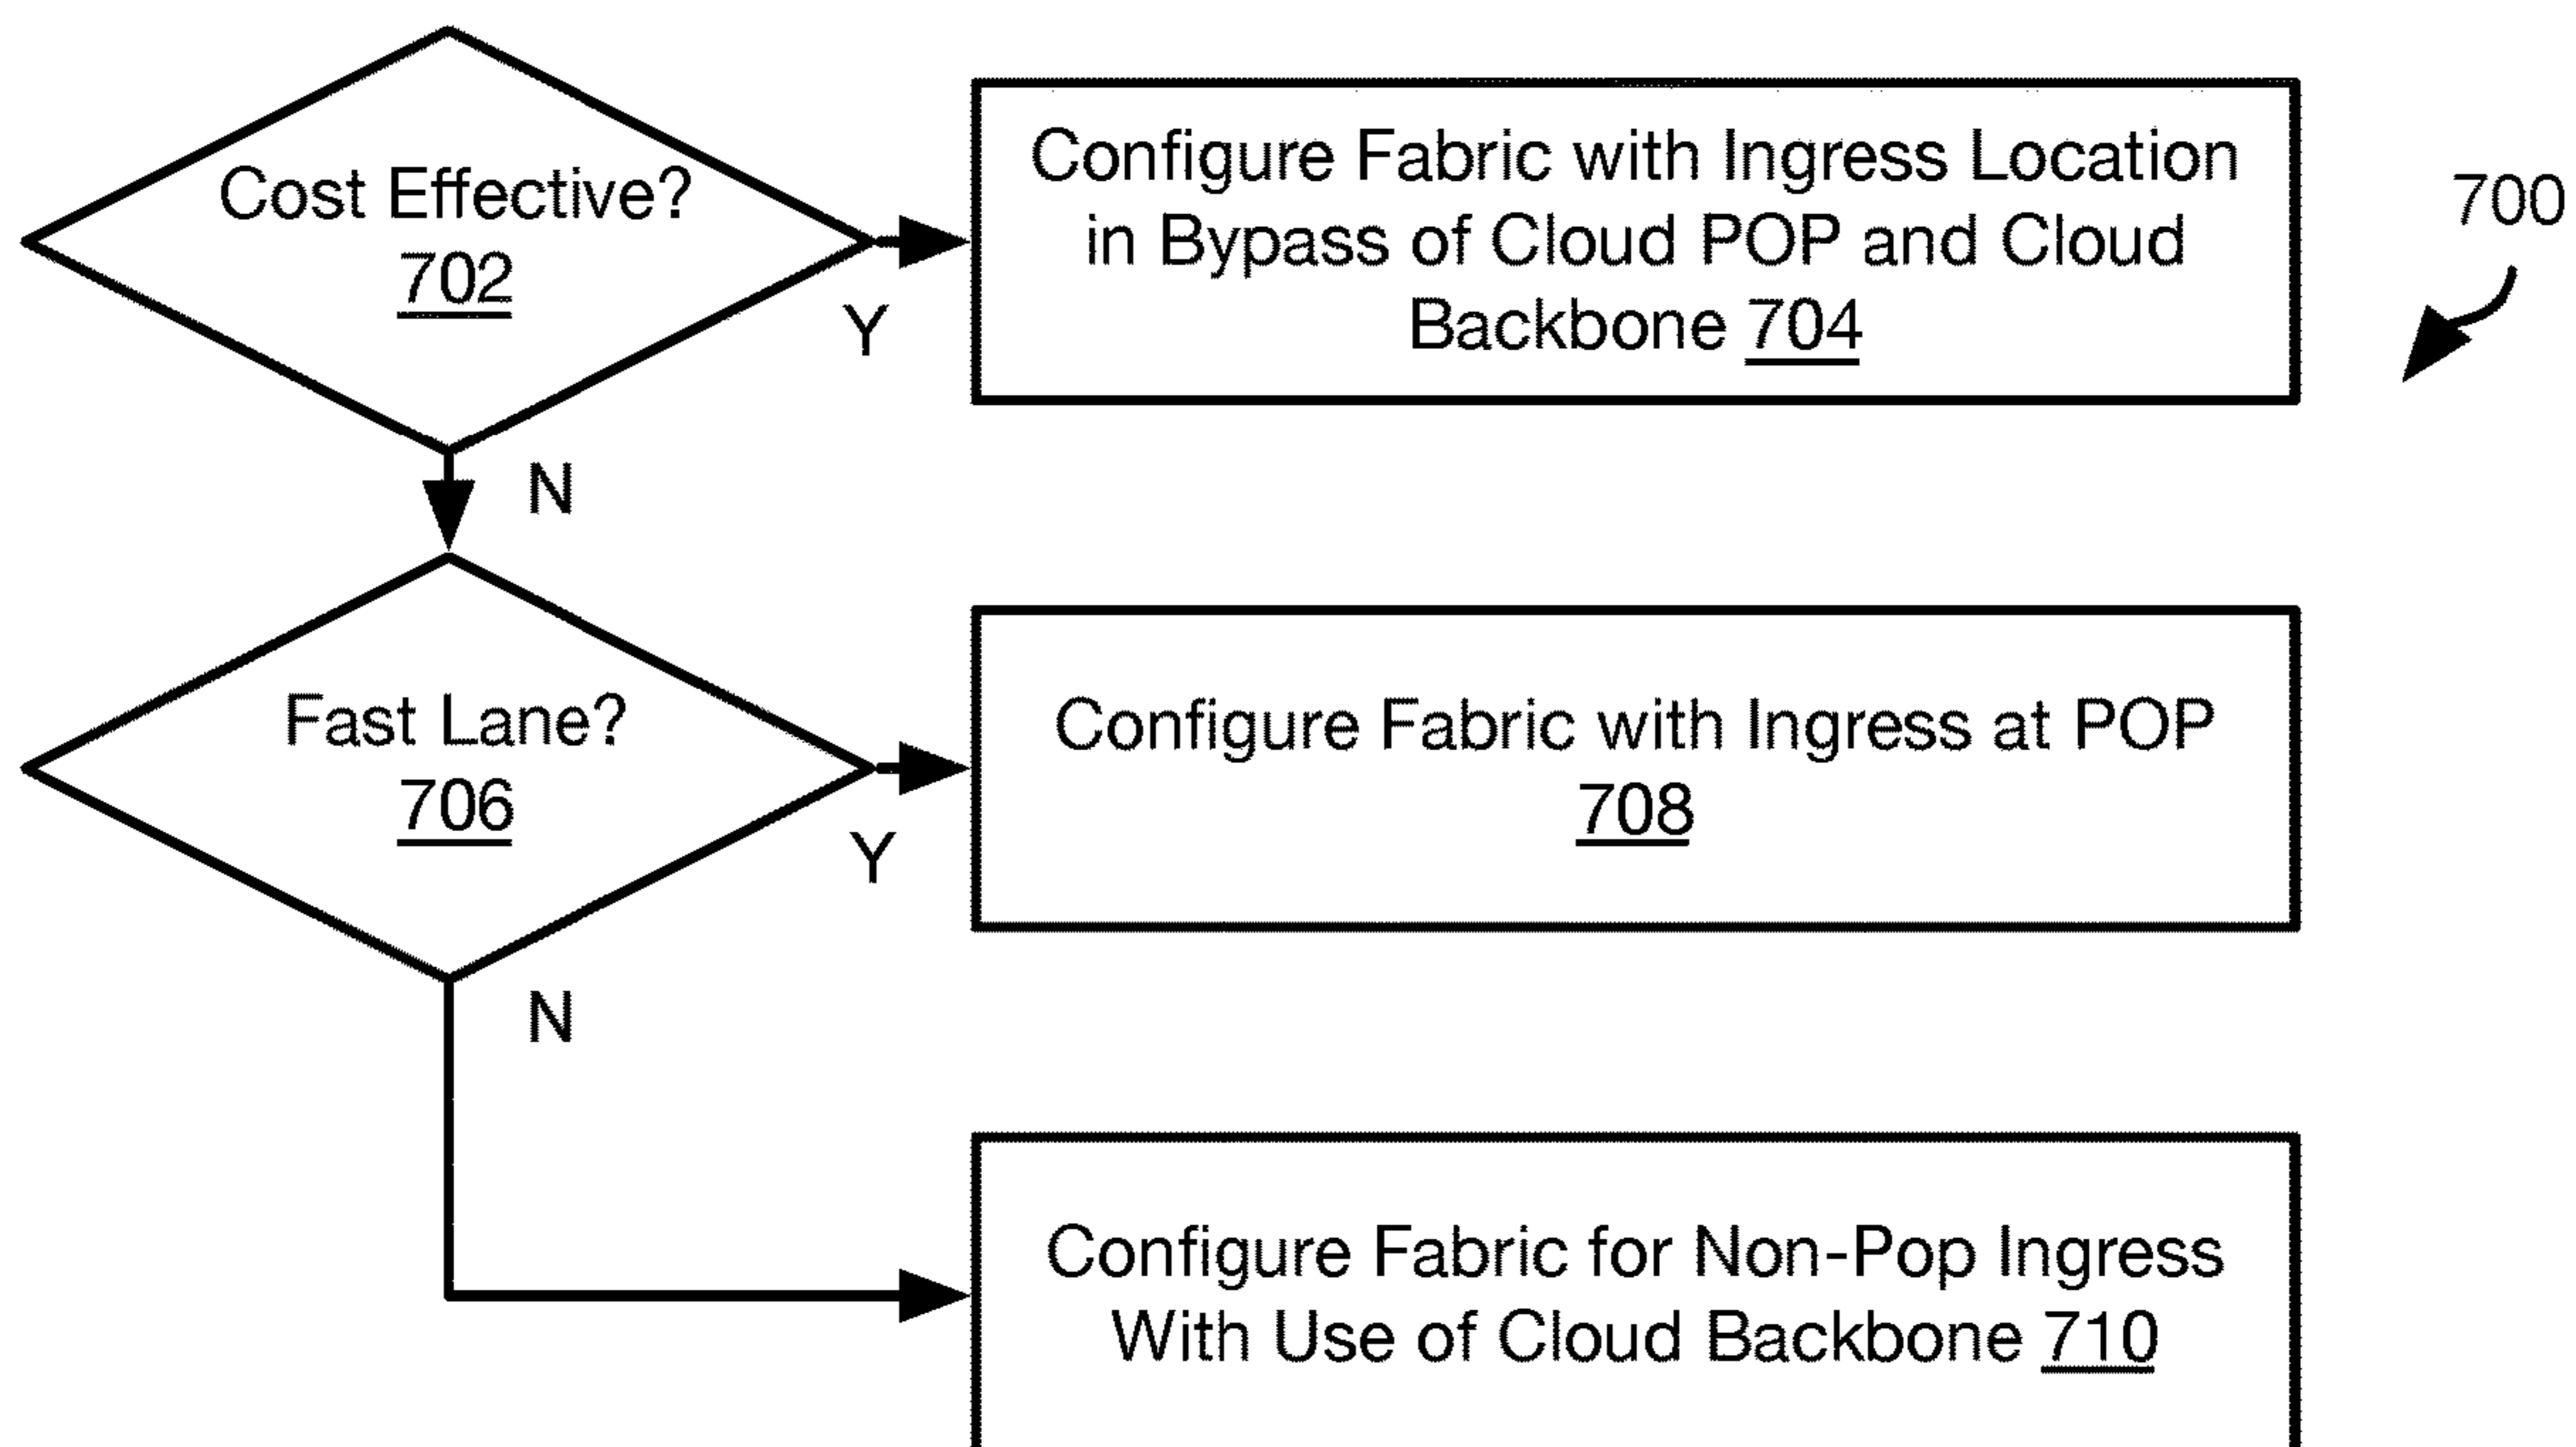 Cost Effective?
702
Y
N
Configure Fabric with Ingress Location
in Bypass of Cloud POP and Cloud
Backbone 704
700
Fast Lane?
706
Y
N
Configure Fabric with Ingress at POP
708
Configure Fabric for Non-Pop Ingress
With Use of Cloud Backbone 710